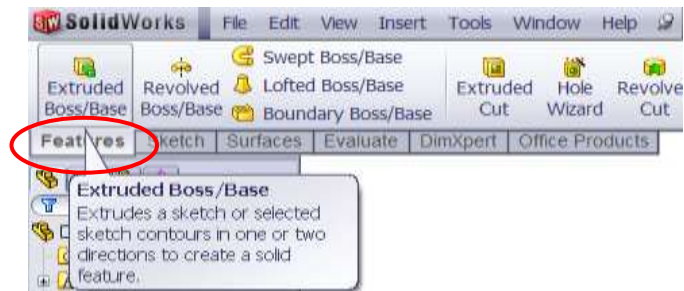 SolidWorks File Edit View Insert Tools Window Help
Extruded Boss/Base
Revolved Boss/Base
Swept Boss/Base
Lofted Boss/Base
Boundary Boss/Base
Extruded Cut
Hole Wizard
Revolve Cut
Features Sketch Surfaces Evaluate DimXpert Office Products
Extruded Boss/Base
Extrudes a sketch or selected
sketch contours in one or two
directions to create a solid
feature.